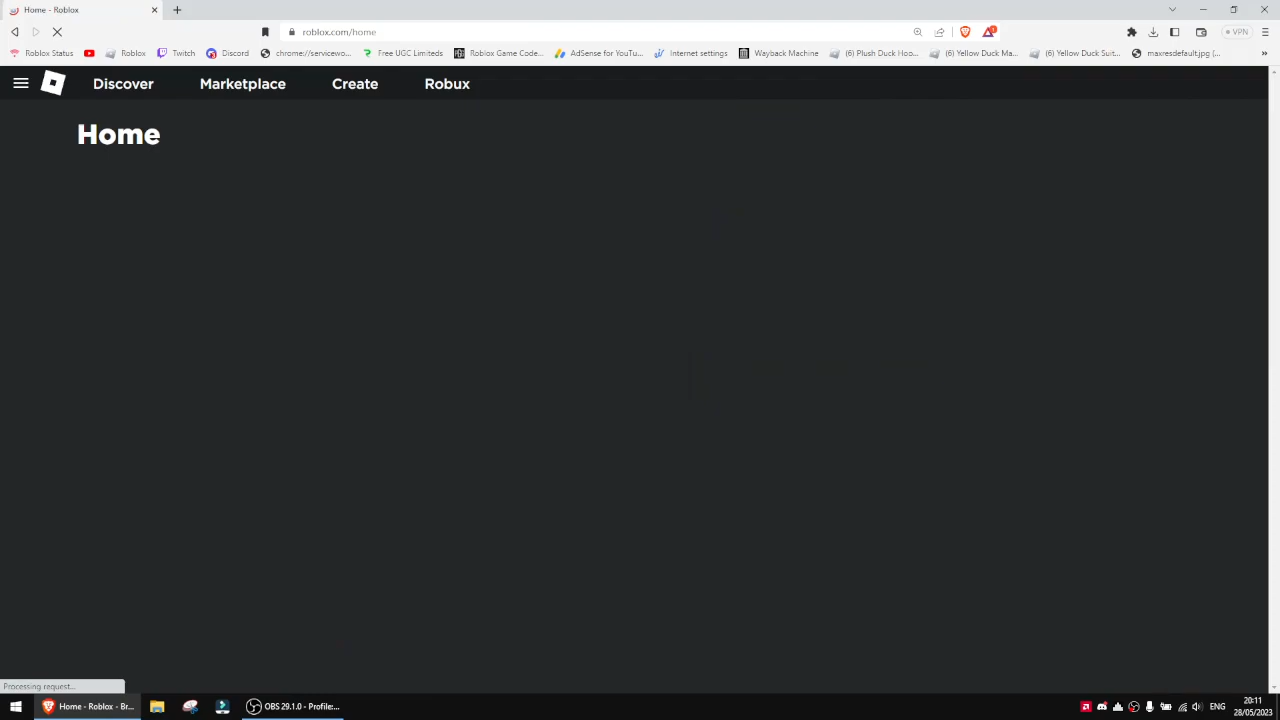 Home - Roblox
roblox.com/home
VPN
Roblox Status Roblox Twitch Discord chrome://servicewo... Free UGC Limiteds Roblox Game Code... AdSense for YouTu... Internet settings Wayback Machine (6) Plush Duck Hoo... (6) Yellow Duck Ma... (6) Yellow Duck Suit... maxresdefault.jpg (...
Discover Marketplace Create Robux
Home
Processing request...
Home - Roblox - Br... OBS 29.1.0 - Profile:... ENG 20:11
28/05/2023